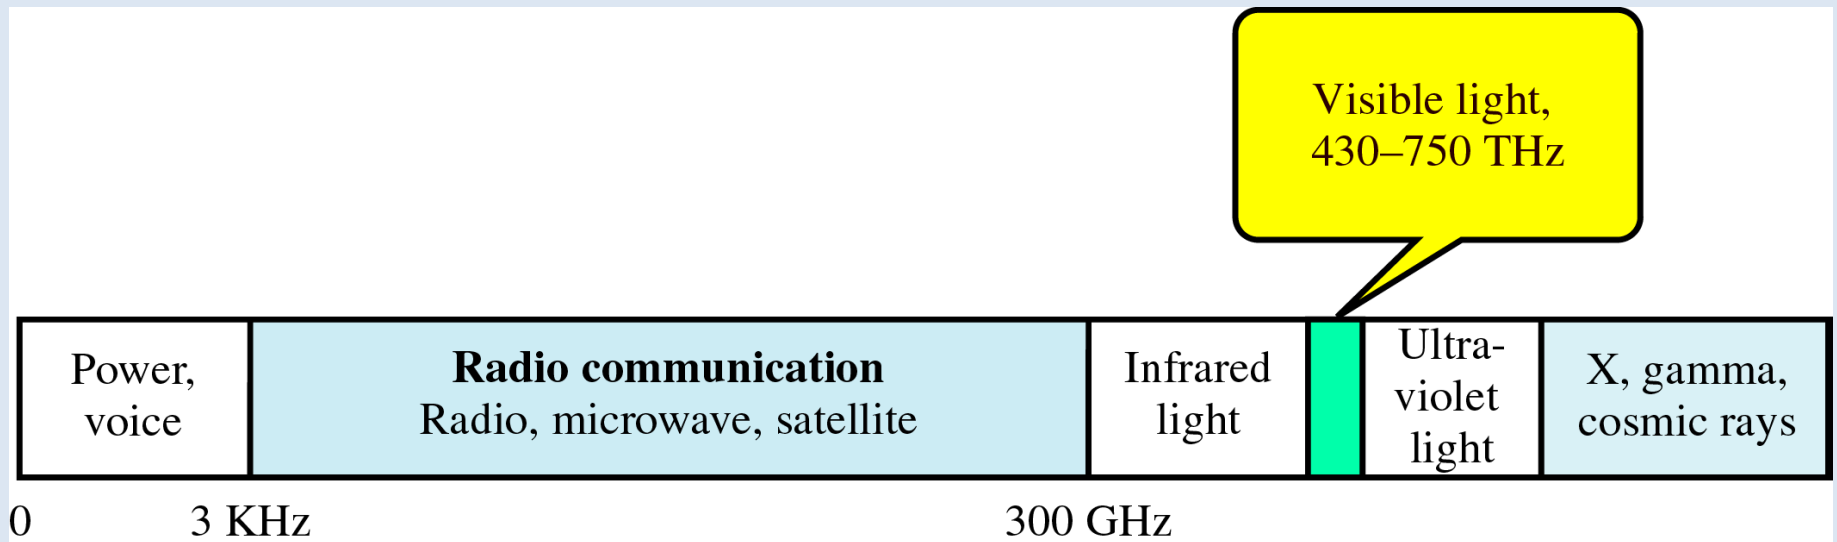 Visible light,
430–750 THz
Power,
voice
Radio communication
Radio, microwave, satellite
Infrared
light
Ultra-
violet
light
X, gamma,
cosmic rays
0
3 KHz
300 GHz